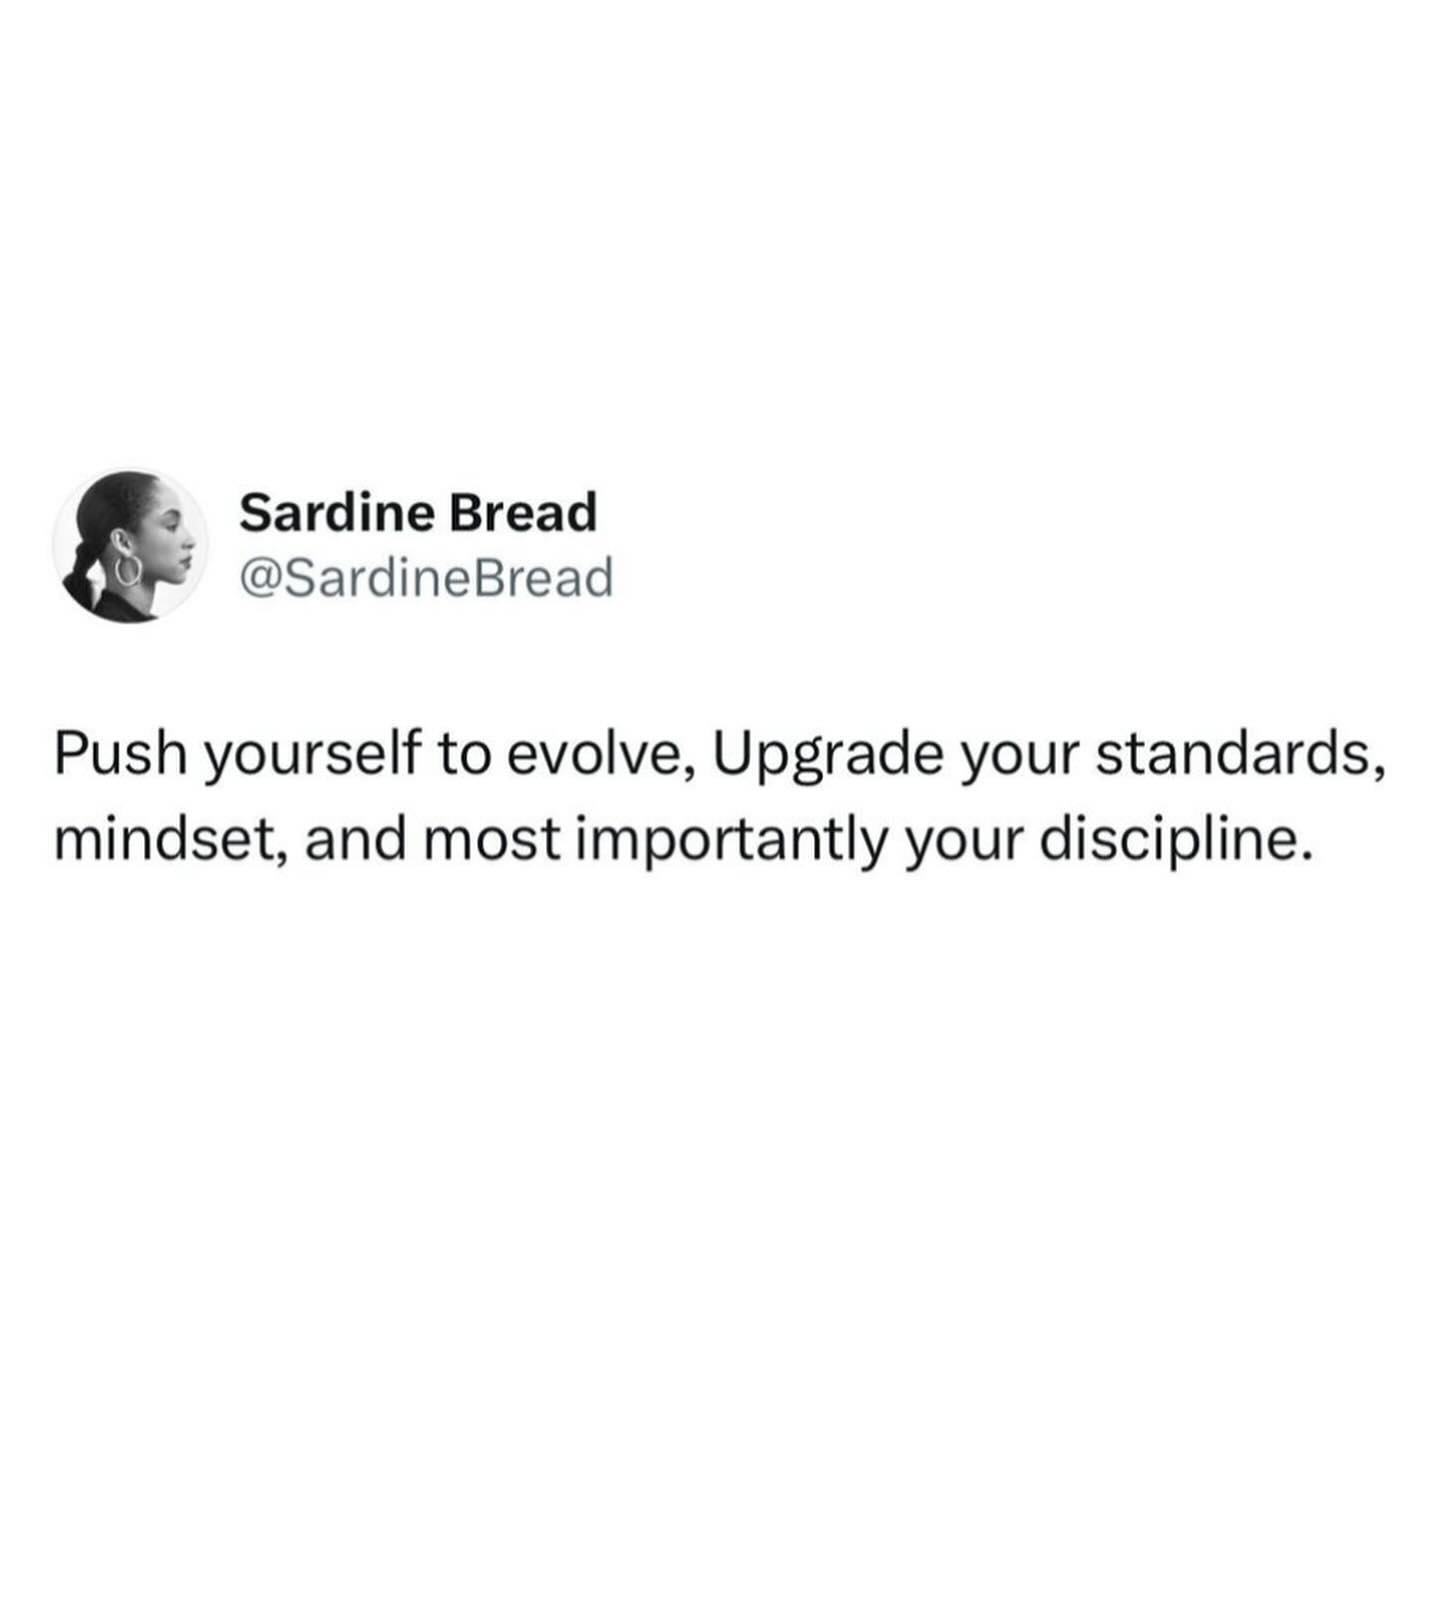 Sardine Bread
@SardineBread
Push yourself to evolve, Upgrade your standards,
mindset, and most importantly your discipline.